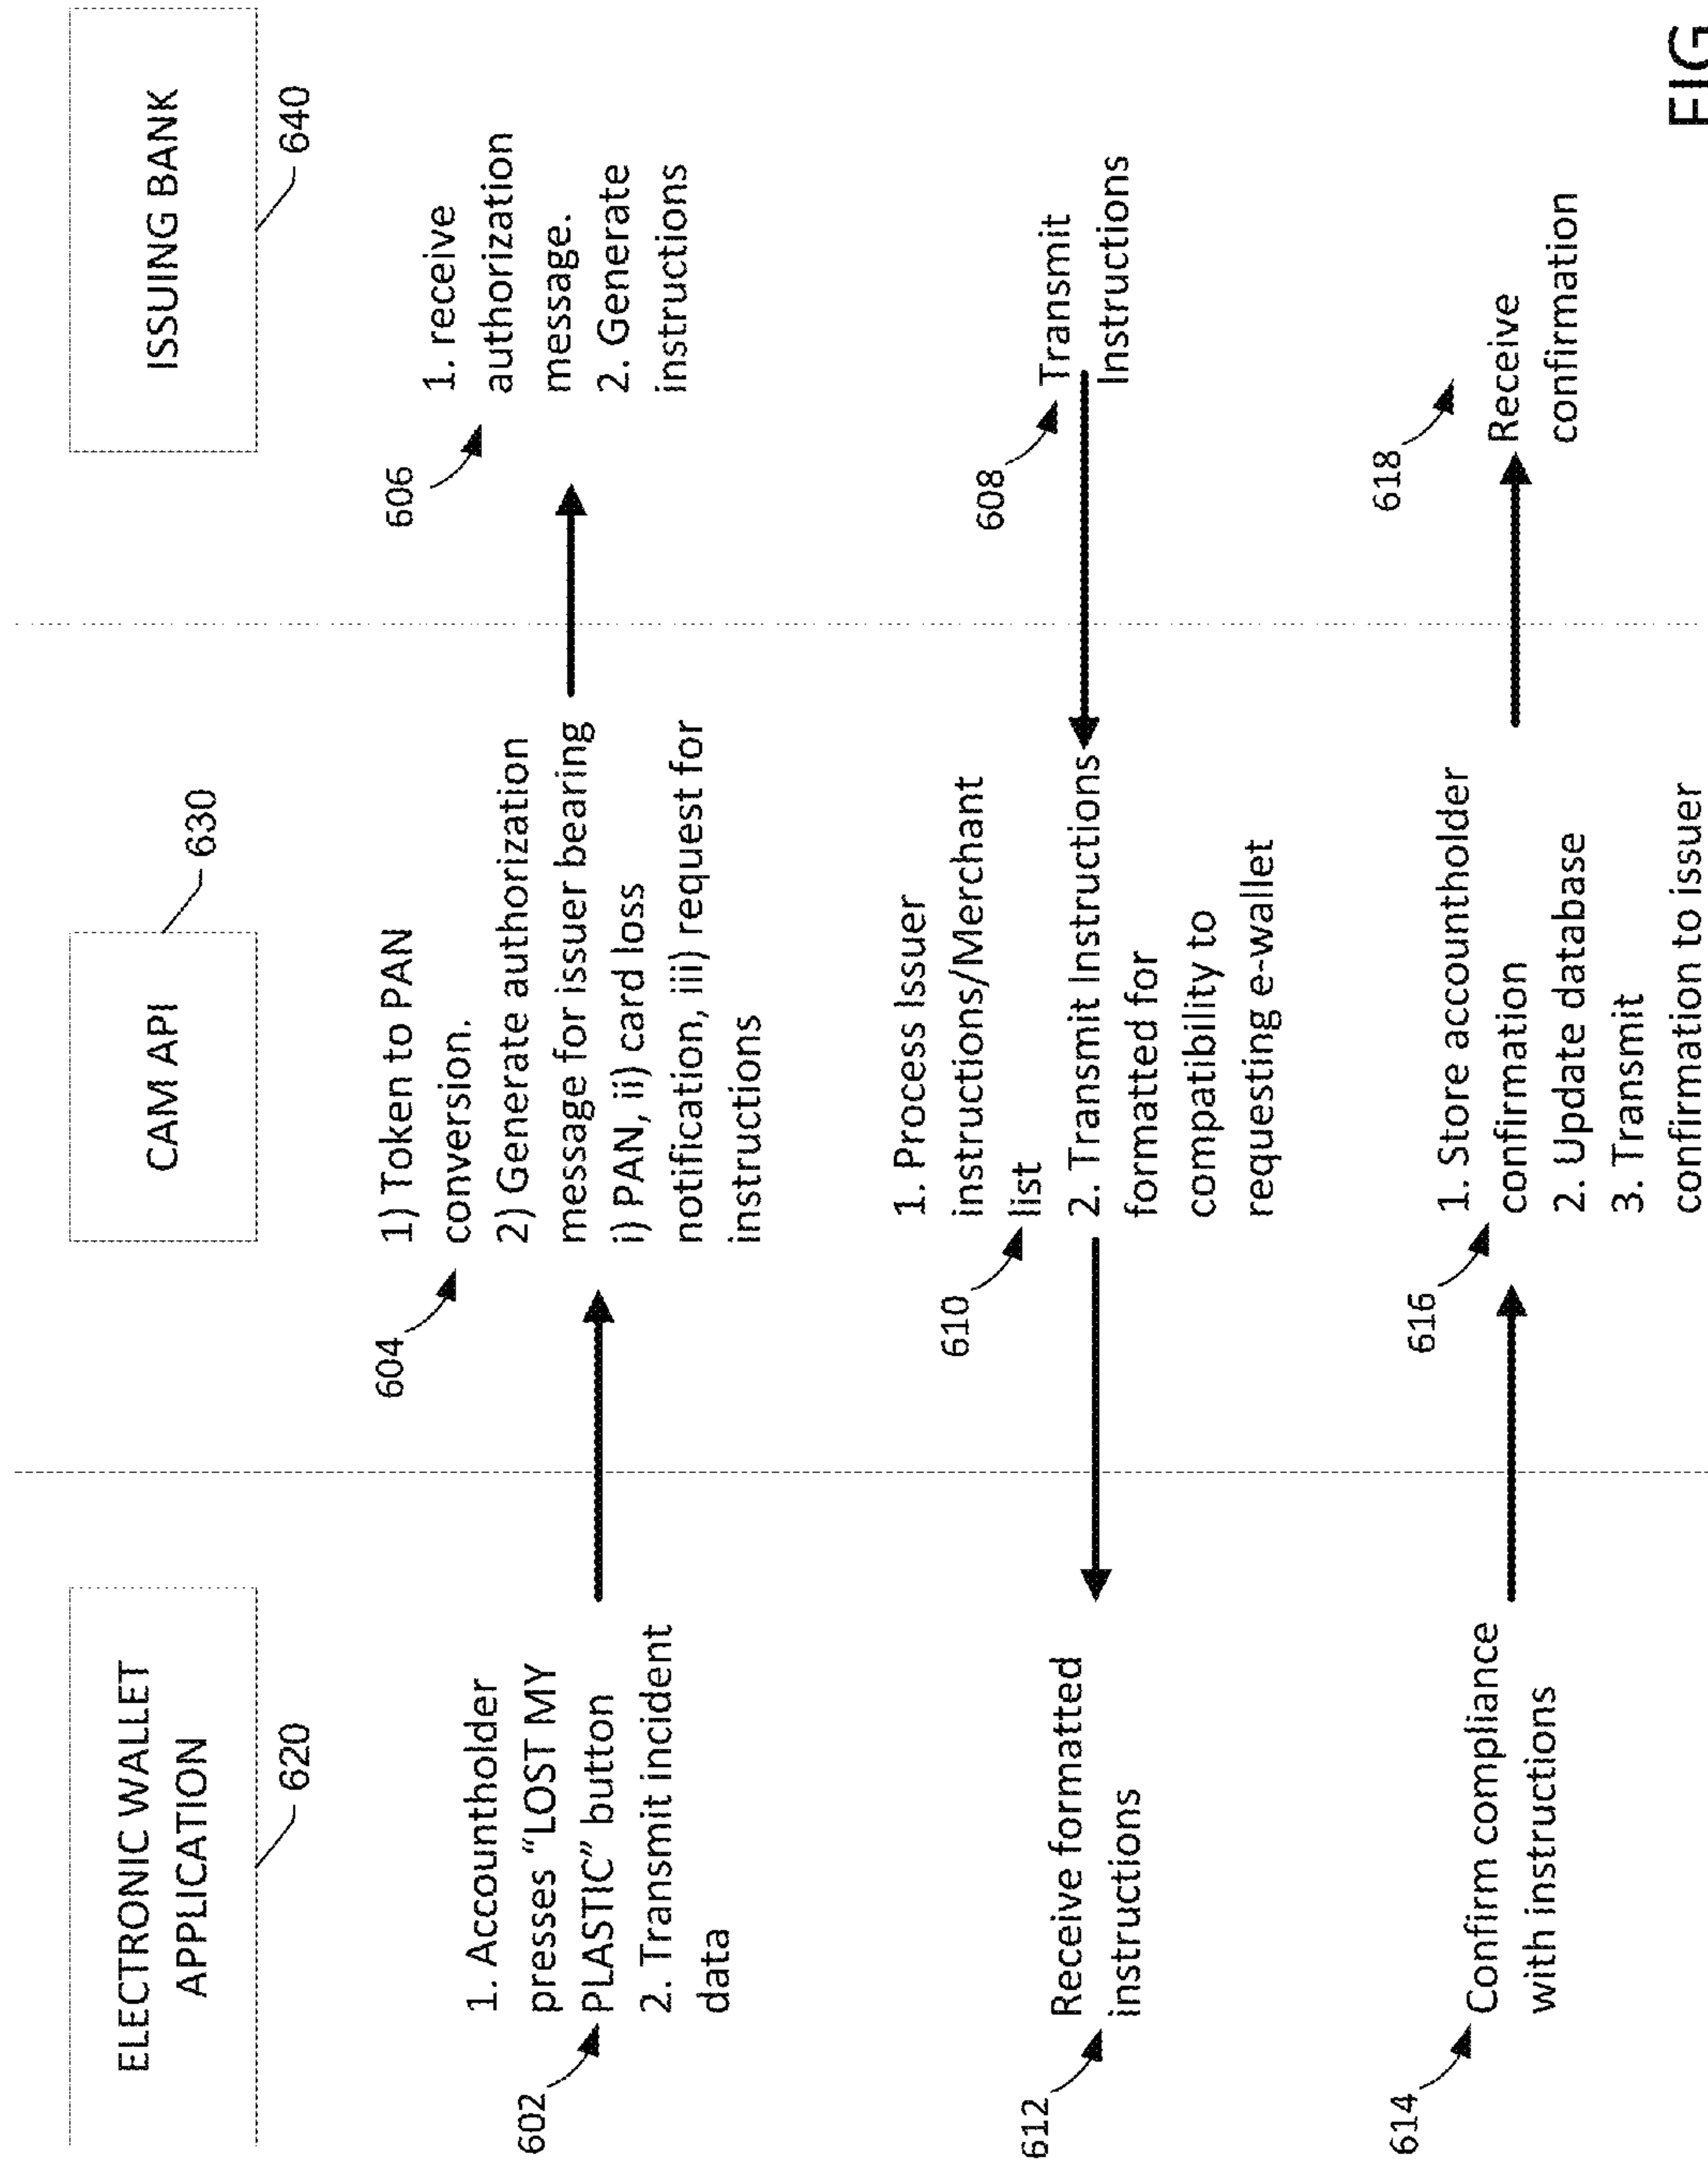 ELECTRONIC WALLET
APPLICATION
620
CAM API
630
ISSUING BANK
640
602
1. Accountholder
presses “LOST MY
PLASTIC” button
2. Transmit incident
data
604
1) Token to PAN
conversion.
2) Generate authorization
message for issuer bearing
i) PAN, ii) card loss
notification, iii) request for
instructions
606
1. receive
authorization
message.
2. Generate
instructions
612
Receive formatted
instructions
610
1. Process Issuer
instructions/Merchant
list
2. Transmit Instructions
formatted for
compatibility to
requesting e-wallet
608
Transmit
Instructions
614
Confirm compliance
with instructions
616
1. Store accountholder
confirmation
2. Update database
3. Transmit
confirmation to issuer
618
Receive
confirmation
FIG